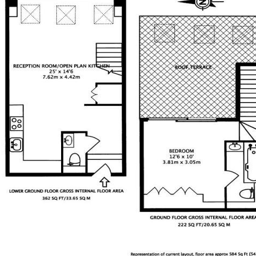 RECEPTION ROOM/OPEN PLAN KITCHEN
25' x 14'6
7.62m x 4.42m
ROOF TERRACE
BEDROOM
12'6 x 10'
3.81m x 3.05m
LOWER GROUND FLOOR GROSS INTERNAL FLOOR AREA
362 SQ FT/33.65 SQ M
GROUND FLOOR GROSS INTERNAL FLOOR AREA
222 SQ FT/20.65 SQ M
Representation of current layout, floor area approx 584 Sq Ft (54